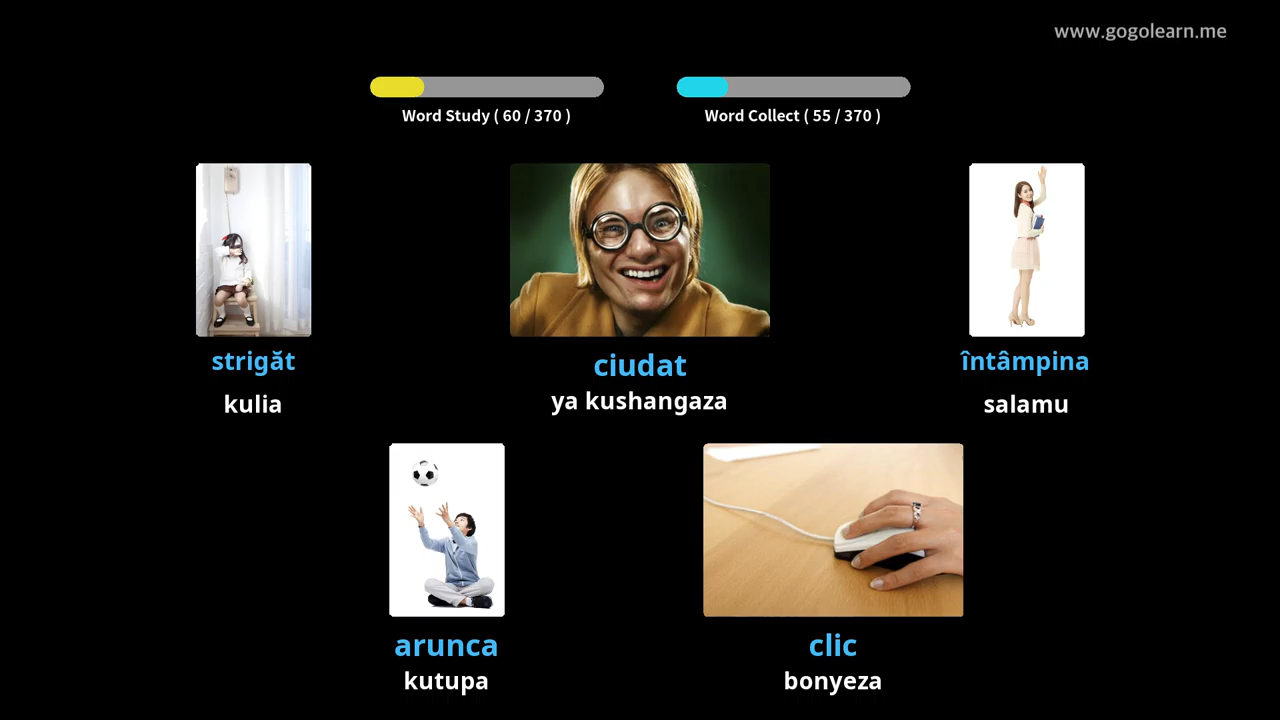 www.gogolearn.me
Word Study ( 60 / 370 )
Word Collect ( 55 / 370 )
strigăt
kulia
ciudat
ya kushangaza
întâmpina
salamu
arunca
kutupa
clic
bonyeza